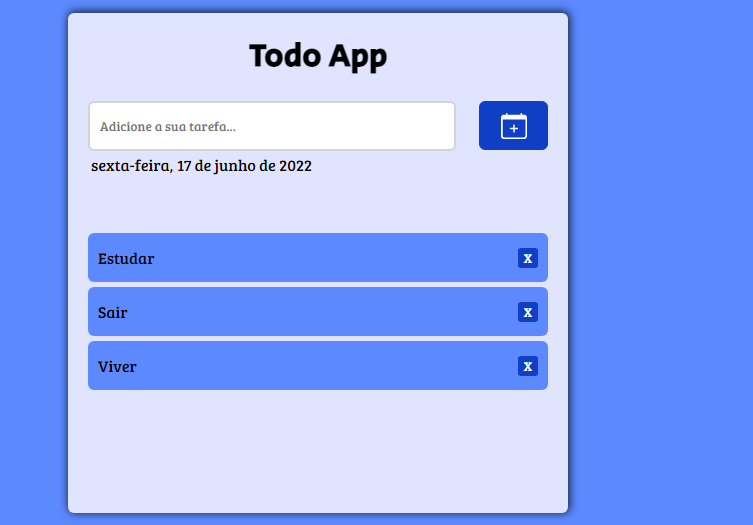 Todo App
Adicione a sua tarefa...
sexta-feira, 17 de junho de 2022
Estudar
X
Sair
X
Viver
X